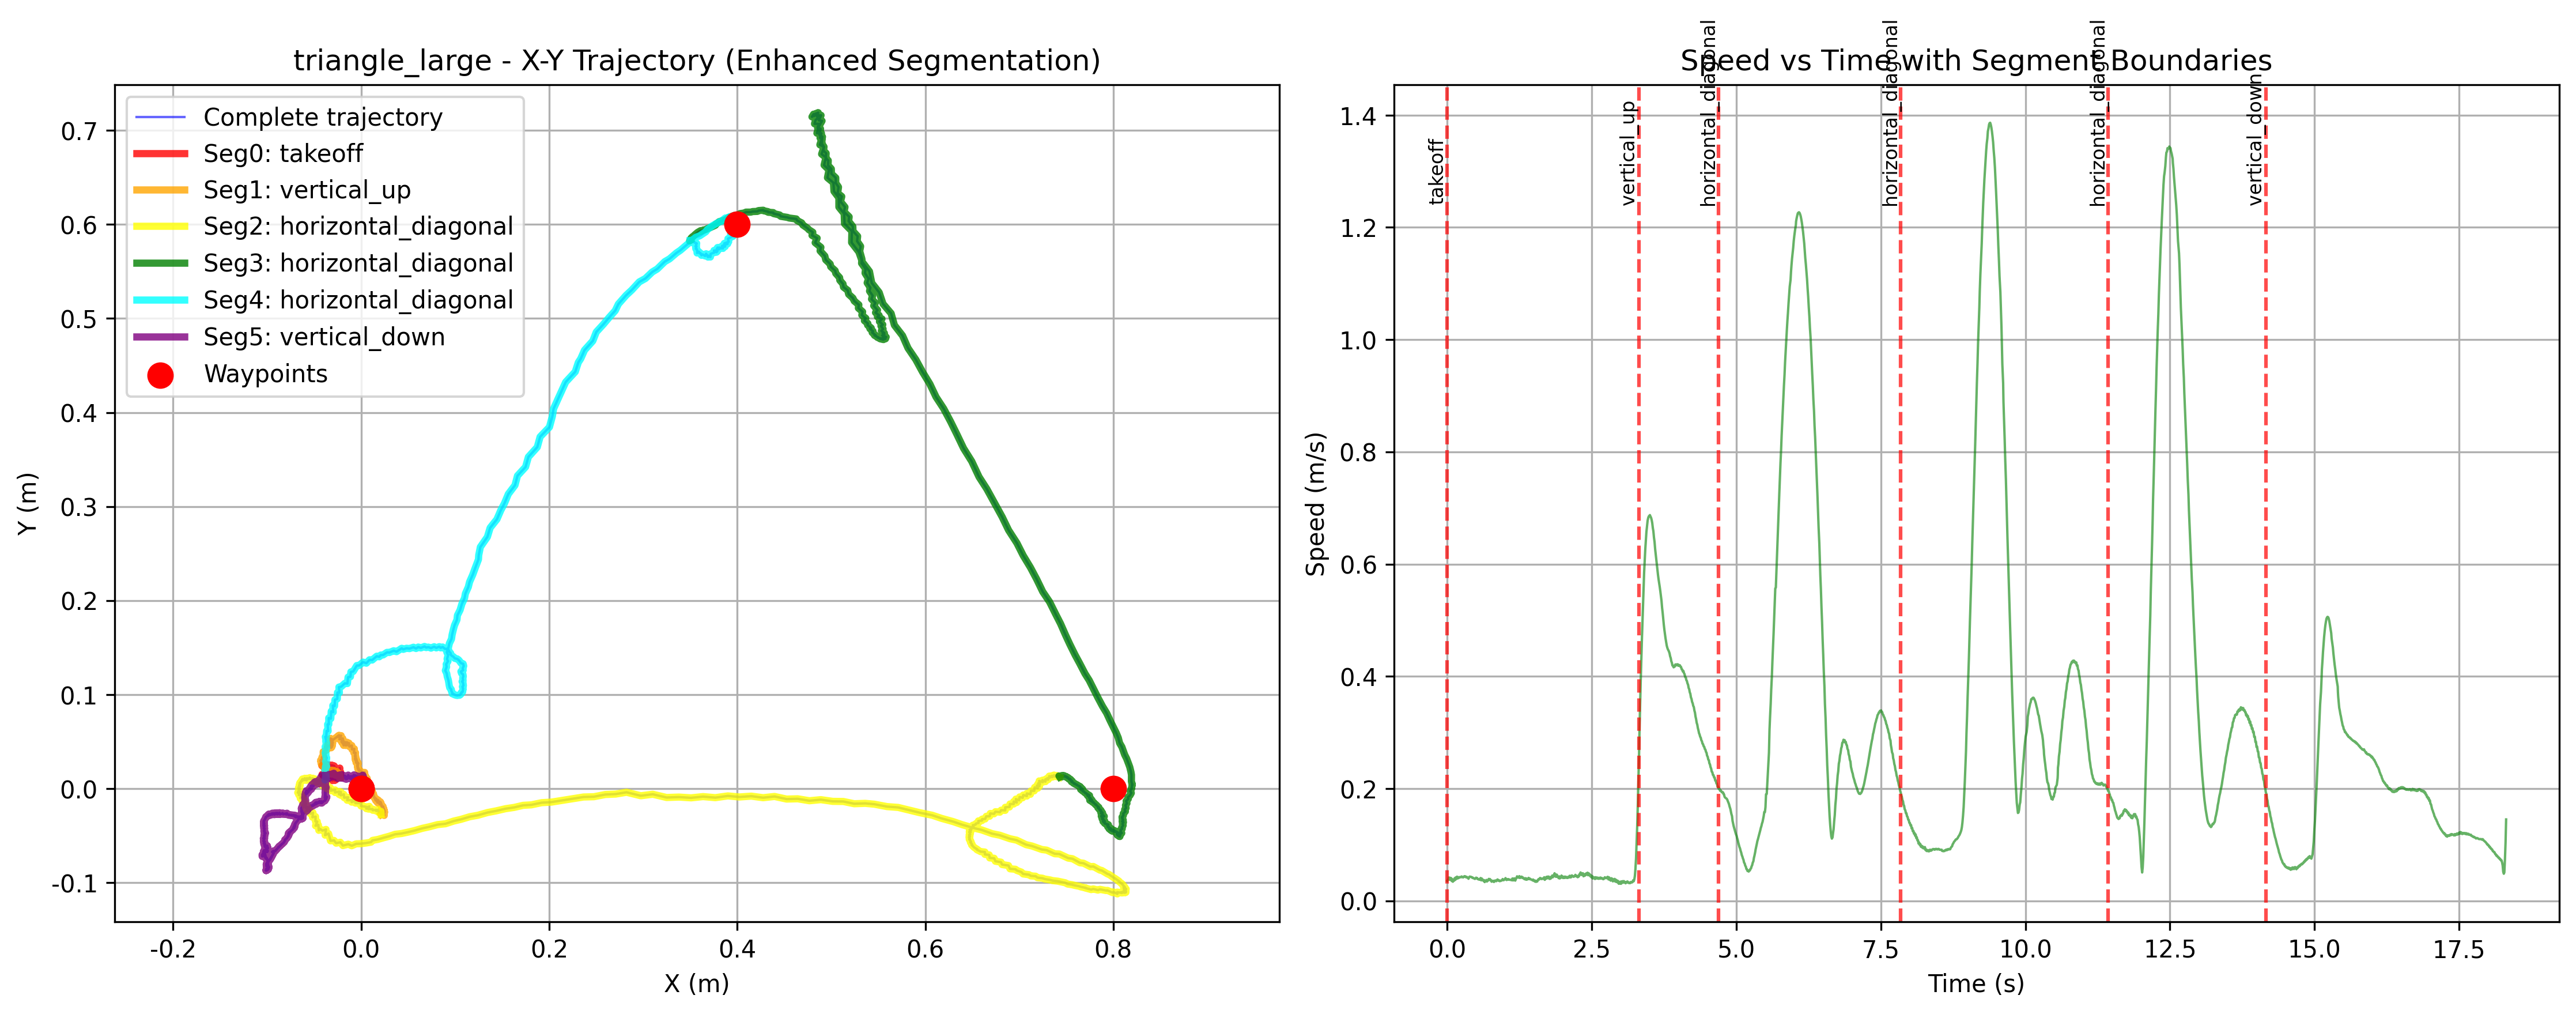 triangle_large - X-Y Trajectory (Enhanced Segmentation)
Complete trajectory
Seg0: takeoff
Seg1: vertical_up
Seg2: horizontal_diagonal
Seg3: horizontal_diagonal
Seg4: horizontal_diagonal
Seg5: vertical_down
Waypoints
Y (m)
0.7
0.6
0.5
0.4
0.3
0.2
0.1
0.0
-0.1
-0.2
0.0
0.2
0.4
0.6
0.8
X (m)
Speed vs Time with Segment Boundaries
takeoff
vertical_up
horizontal_diagonal
horizontal_diagonal
horizontal_diagonal
vertical_down
Speed (m/s)
1.4
1.2
1.0
0.8
0.6
0.4
0.2
0.0
0.0
2.5
5.0
7.5
10.0
12.5
15.0
17.5
Time (s)